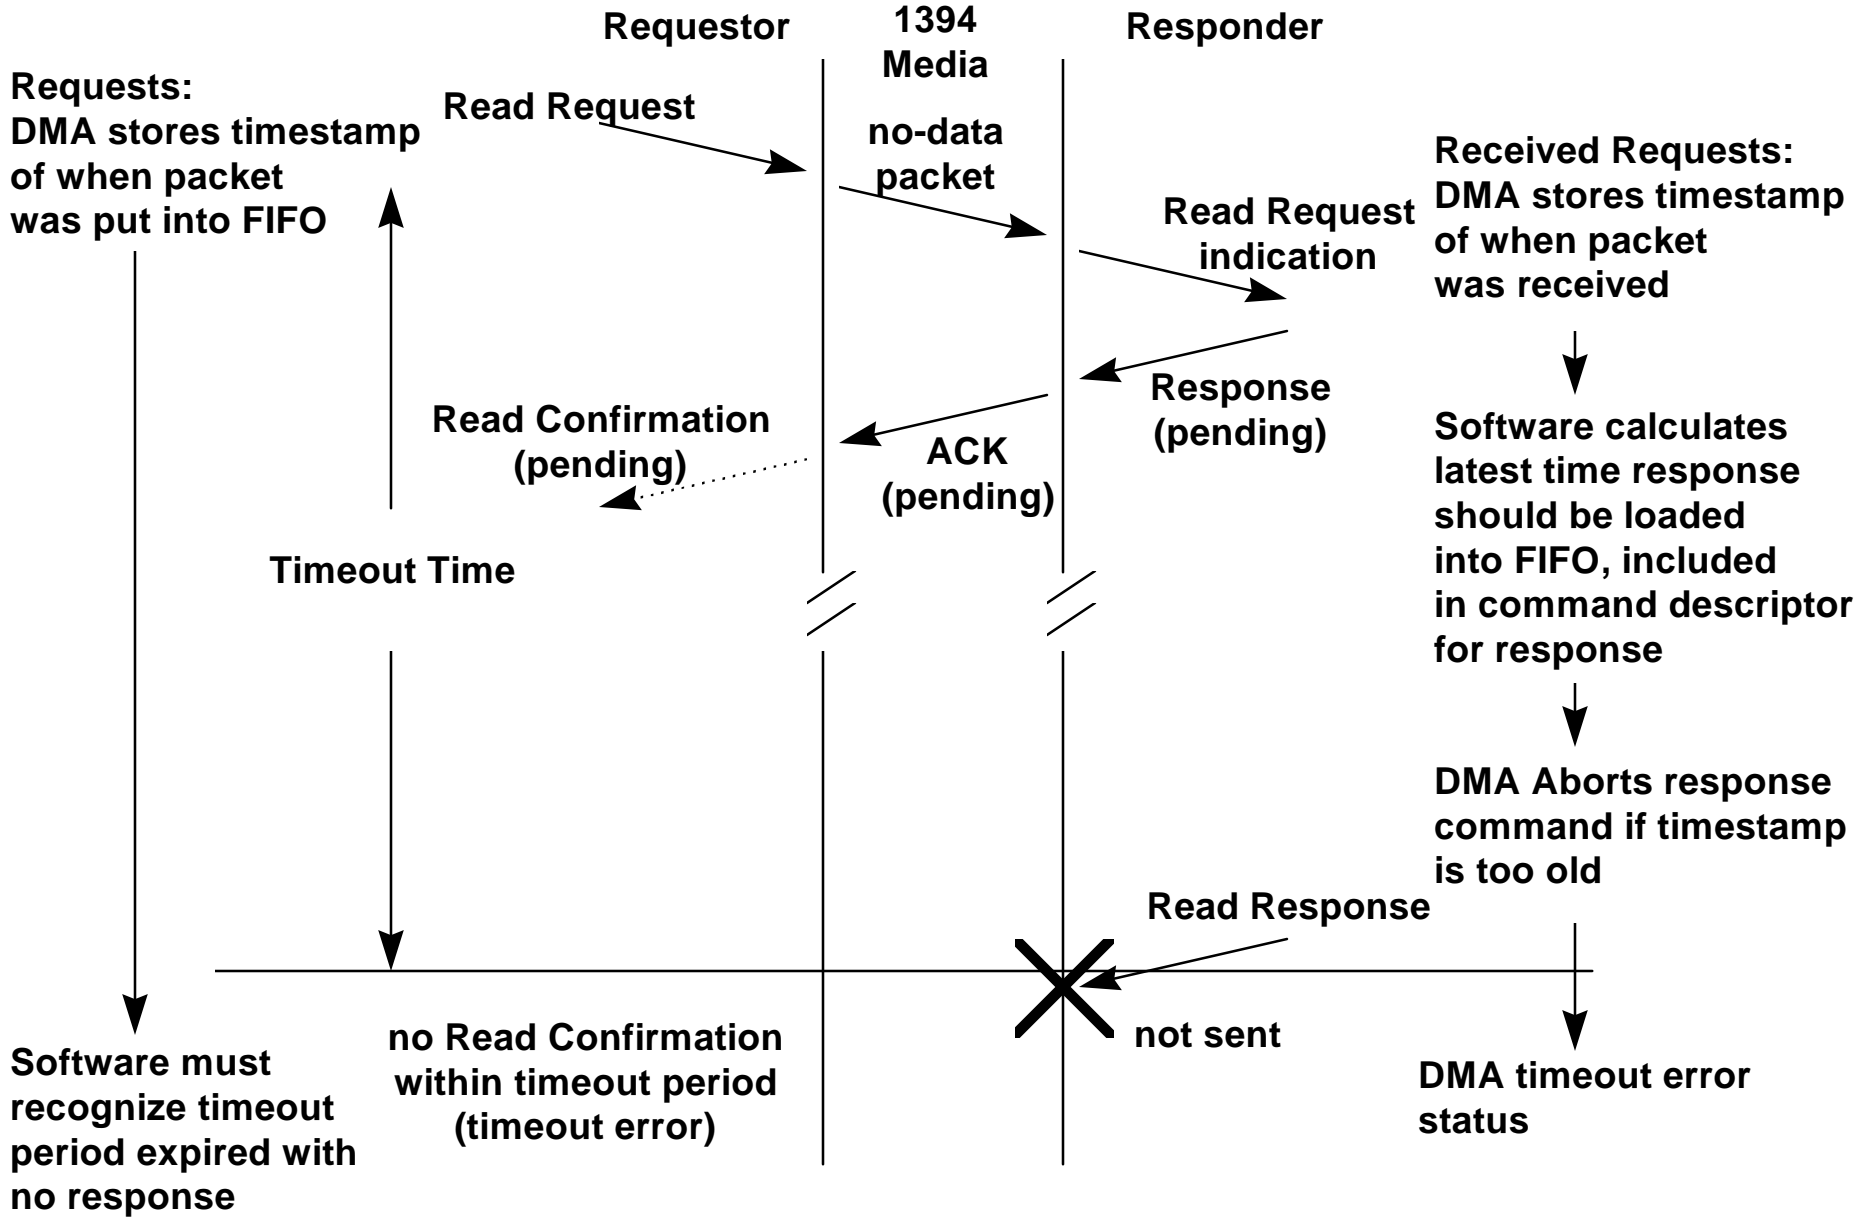 Requestor
1394
Media
Responder
Requests:
DMA stores timestamp
of when packet
was put into FIFO
Read Request
no-data
packet
Read Request
indication
Received Requests:
DMA stores timestamp
of when packet
was received
Response
(pending)
Read Confirmation
(pending)
ACK
(pending)
Software calculates
latest time response
should be loaded
into FIFO, included
in command descriptor
for response
Timeout Time
DMA Aborts response
command if timestamp
is too old
Read Response
not sent
no Read Confirmation
within timeout period
(timeout error)
Software must
recognize timeout
period expired with
no response
DMA timeout error
status